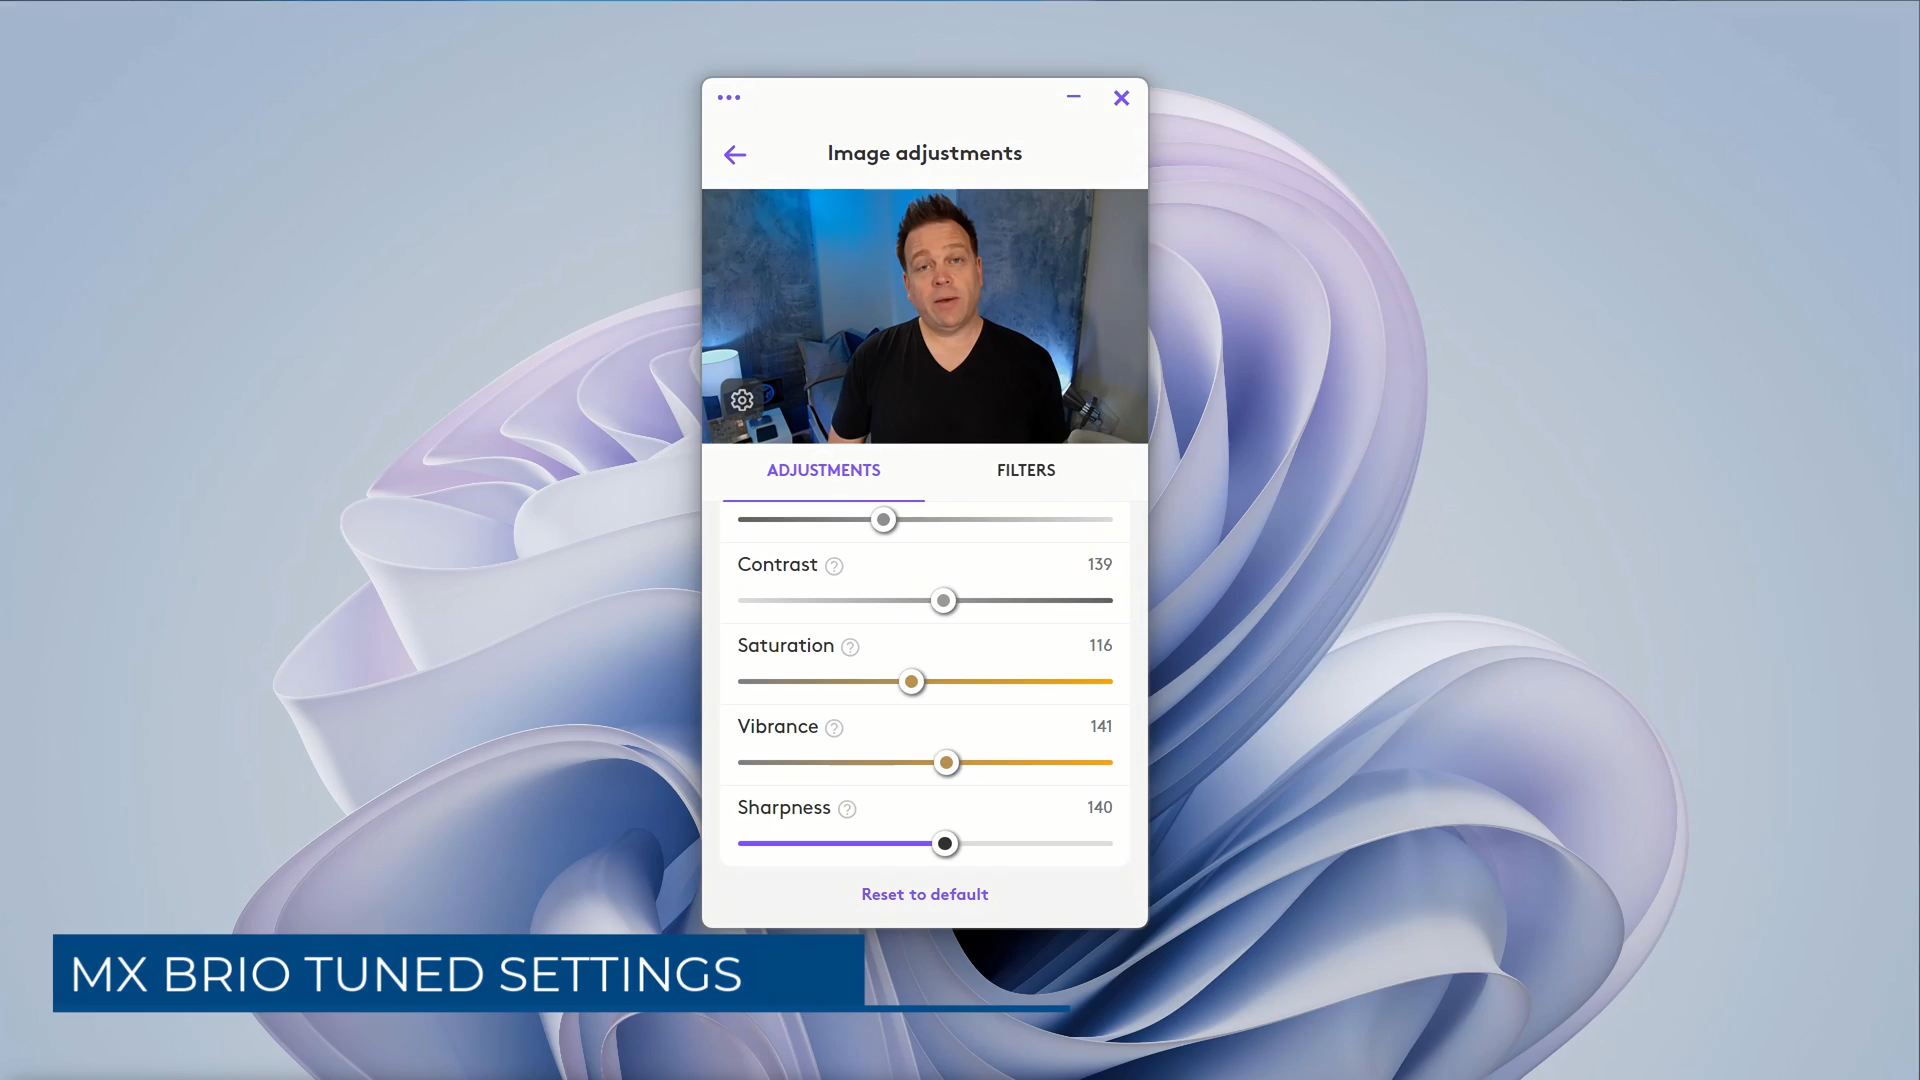 Image adjustments
ADJUSTMENTS FILTERS
Contrast ? 139
Saturation ? 116
Vibrance ? 141
Sharpness ? 140
Reset to default
MX BRIO TUNED SETTINGS